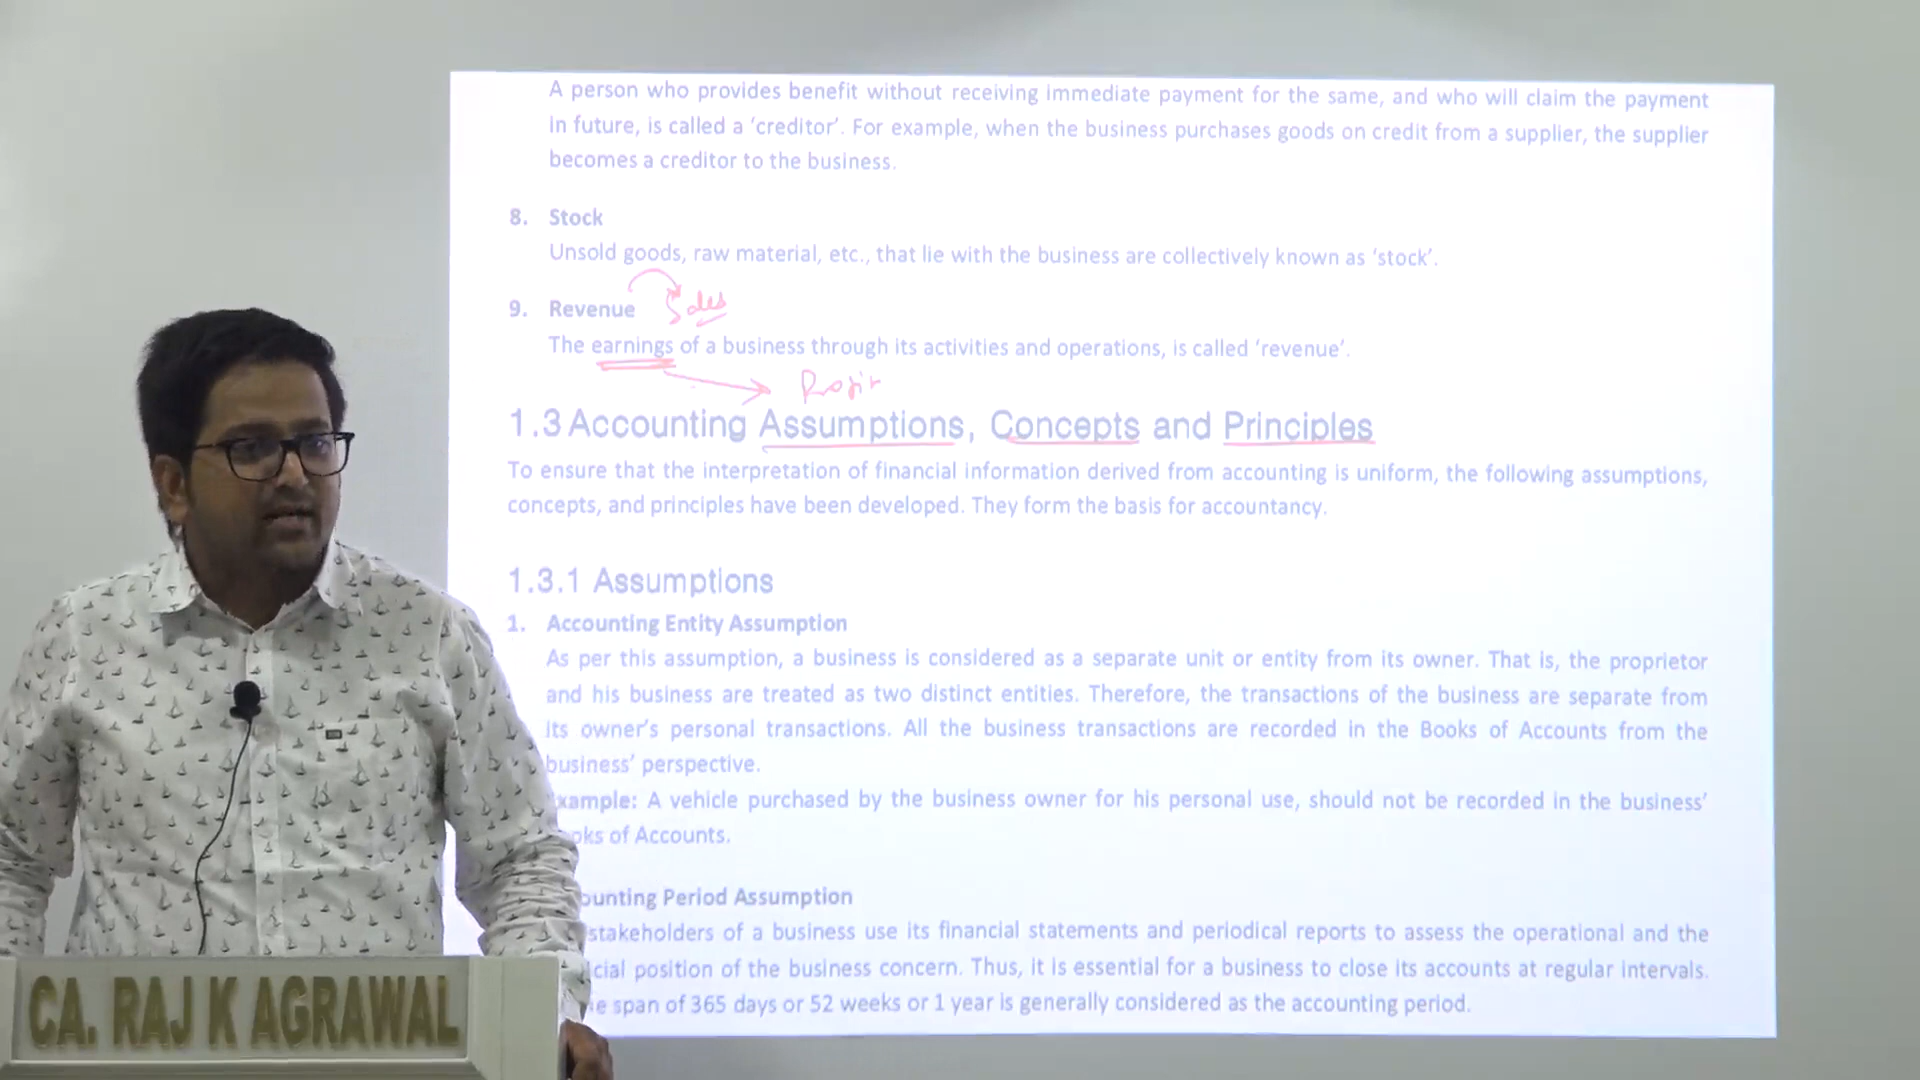 A person who provides benefit without receiving immediate payment for the same, and who will claim the payment
in future, is called a ‘creditor’. For example, when the business purchases goods on credit from a supplier, the supplier
becomes a creditor to the business.
8. Stock
Unsold goods, raw material, etc., that lie with the business are collectively known as ‘stock’.
9. Revenue Sales
The earnings of a business through its activities and operations, is called ‘revenue’.
1.3 Accounting Assumptions, Concepts and Principles
To ensure that the interpretation of financial information derived from accounting is uniform, the following assumptions,
concepts, and principles have been developed. They form the basis for accountancy.
1.3.1 Assumptions
1. Accounting Entity Assumption
As per this assumption, a business is considered as a separate unit or entity from its owner. That is, the proprietor
and his business are treated as two distinct entities. Therefore, the transactions of the business are separate from
its owner’s personal transactions. All the business transactions are recorded in the Books of Accounts from the
business’ perspective.
xample: A vehicle purchased by the business owner for his personal use, should not be recorded in the business’
oks of Accounts.
ounting Period Assumption
stakeholders of a business use its financial statements and periodical reports to assess the operational and the
cial position of the business concern. Thus, it is essential for a business to close its accounts at regular intervals.
e span of 365 days or 52 weeks or 1 year is generally considered as the accounting period.
CA. RAJ K AGRAWAL